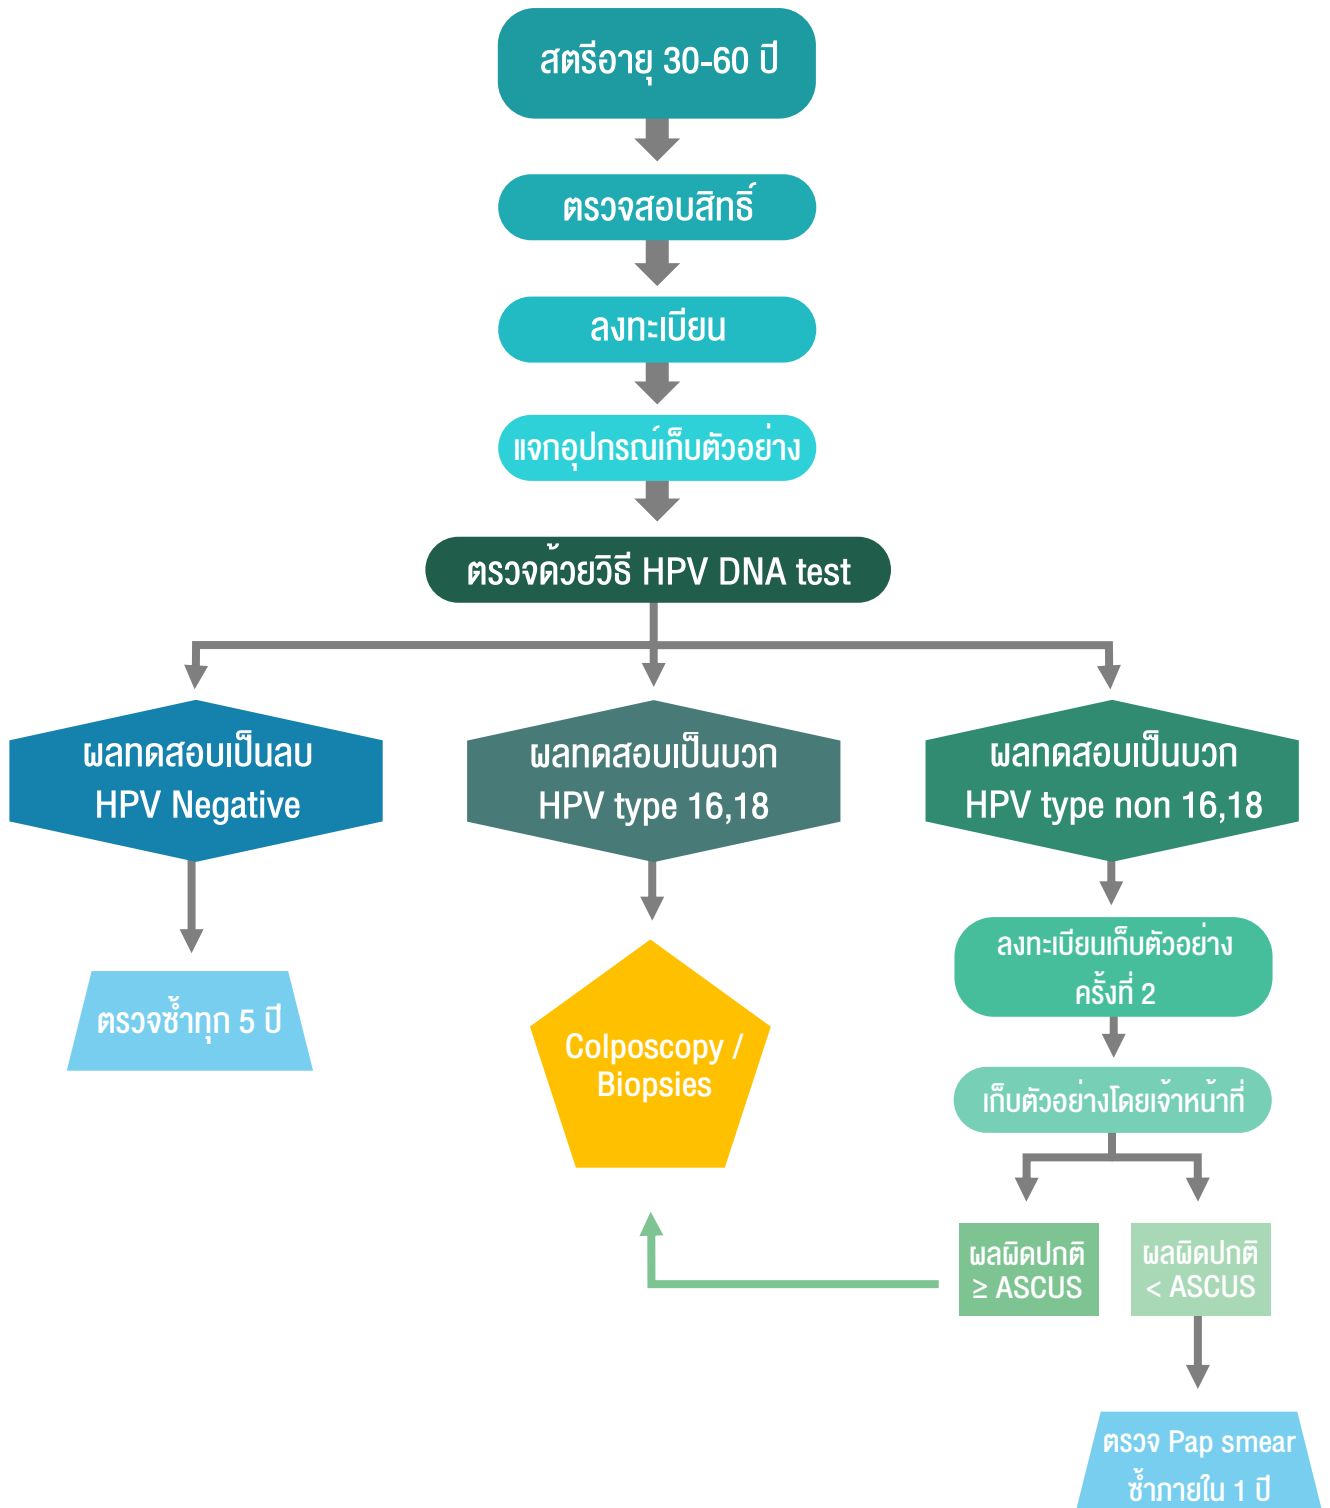 สตรีอายุ 30-60 ปี
ตรวจสอบสิทธิ์
ลงทะเบียน
แจกอุปกรณ์เก็บตัวอย่าง
ตรวจด้วยวิธี HPV DNA test
ผลทดสอบเป็นลบ
HPV Negative
ผลทดสอบเป็นบวก
HPV type 16,18
ผลทดสอบเป็นบวก
HPV type non 16,18
ตรวจซ้ำทุก 5 ปี
Colposcopy /
Biopsies
ลงทะเบียนเก็บตัวอย่าง
ครั้งที่ 2
เก็บตัวอย่างโดยเจ้าหน้าที่
ผลผิดปกติ
≥ ASCUS
ผลผิดปกติ
< ASCUS
ตรวจ Pap smear
ซ้ำภายใน 1 ปี